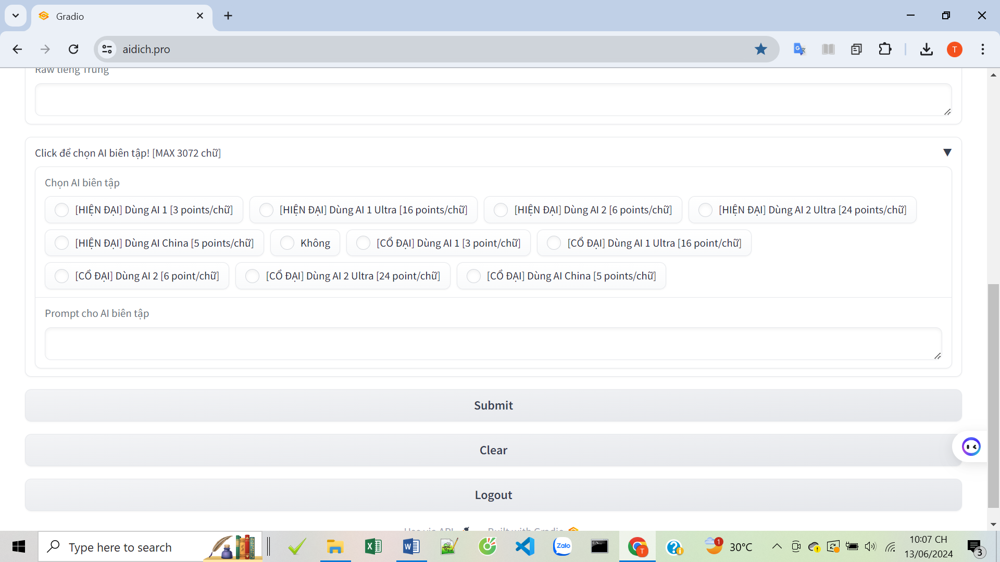 Gradio
aidich.pro
Raw tiếng Trung
Click để chọn AI biên tập! [MAX 3072 chữ]
Chọn AI biên tập
[HIỆN ĐẠI] Dùng AI 1 [3 points/chữ]
[HIỆN ĐẠI] Dùng AI 1 Ultra [16 points/chữ]
[HIỆN ĐẠI] Dùng AI 2 [6 points/chữ]
[HIỆN ĐẠI] Dùng AI 2 Ultra [24 points/chữ]
[HIỆN ĐẠI] Dùng AI China [5 points/chữ]
Không
[CỔ ĐẠI] Dùng AI 1 [3 point/chữ]
[CỔ ĐẠI] Dùng AI 1 Ultra [16 point/chữ]
[CỔ ĐẠI] Dùng AI 2 [6 point/chữ]
[CỔ ĐẠI] Dùng AI 2 Ultra [24 point/chữ]
[CỔ ĐẠI] Dùng AI China [5 points/chữ]
Prompt cho AI biên tập
Submit
Clear
Logout
Use via API
Built with Gradio
Type here to search
Zalo
1
30°C
10:07 CH
13/06/2024
3
T
T